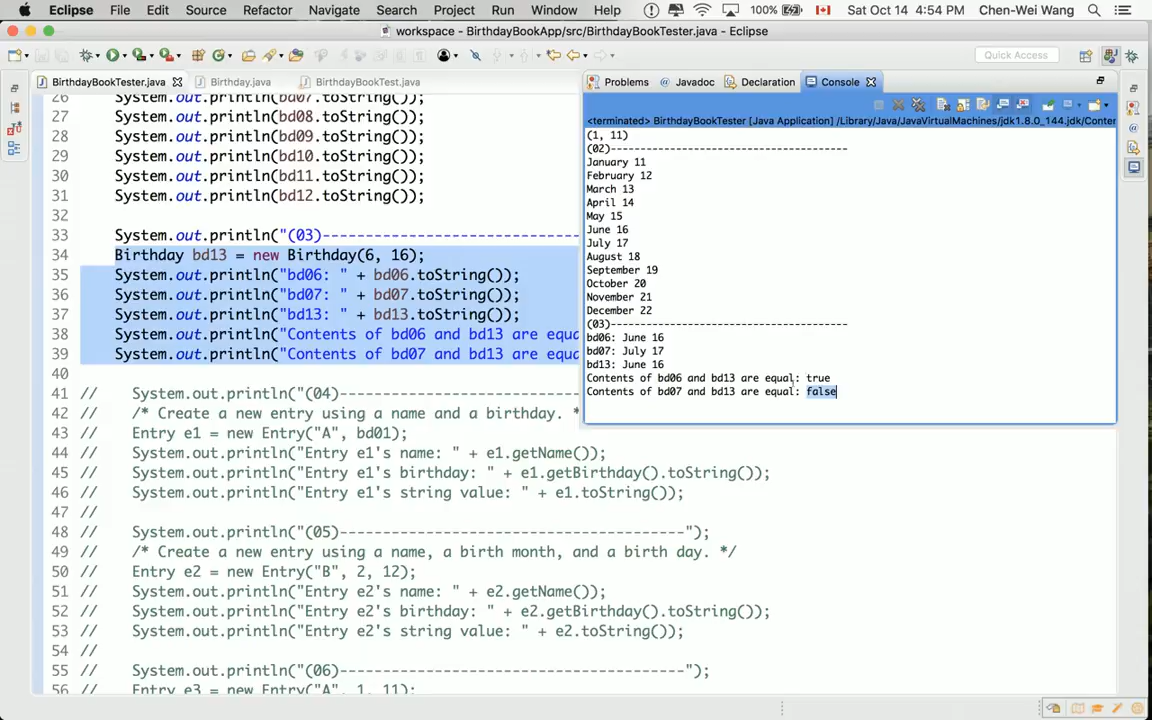 Eclipse File Edit Source Refactor Navigate Search Project Run Window Help 100% Sat Oct 14 4:54 PM Chen-Wei Wang
workspace - BirthdayBookApp/src/BirthdayBookTester.java - Eclipse
Quick Access
BirthdayBookTester.java Birthday.java BirthdayBookTest.java
26 System.out.println(bd07.toString());
27 System.out.println(bd08.toString());
28 System.out.println(bd09.toString());
29 System.out.println(bd10.toString());
30 System.out.println(bd11.toString());
31 System.out.println(bd12.toString());
32
33 System.out.println("(03)--------------------------------
34 Birthday bd13 = new Birthday(6, 16);
35 System.out.println("bd06: " + bd06.toString());
36 System.out.println("bd07: " + bd07.toString());
37 System.out.println("bd13: " + bd13.toString());
38 System.out.println("Contents of bd06 and bd13 are equa
39 System.out.println("Contents of bd07 and bd13 are equa
40
41 // System.out.println("(04)--------------------------------
42 // /* Create a new entry using a name and a birthday. *
43 // Entry e1 = new Entry("A", bd01);
44 // System.out.println("Entry e1's name: " + e1.getName());
45 // System.out.println("Entry e1's birthday: " + e1.getBirthday().toString());
46 // System.out.println("Entry e1's string value: " + e1.toString());
47 //
48 // System.out.println("(05)----------------------------------------");
49 // /* Create a new entry using a name, a birth month, and a birth day. */
50 // Entry e2 = new Entry("B", 2, 12);
51 // System.out.println("Entry e2's name: " + e2.getName());
52 // System.out.println("Entry e2's birthday: " + e2.getBirthday().toString());
53 // System.out.println("Entry e2's string value: " + e2.toString());
54 //
55 // System.out.println("(06)----------------------------------------");
56 // Entry e3 = new Entry("A", 1, 11);
Problems Javadoc Declaration Console
<terminated> BirthdayBookTester [Java Application] /Library/Java/JavaVirtualMachines/jdk1.8.0_144.jdk/Conte
(1, 11)
(02)----------------------------------------
January 11
February 12
March 13
April 14
May 15
June 16
July 17
August 18
September 19
October 20
November 21
December 22
(03)----------------------------------------
bd06: June 16
bd07: July 17
bd13: June 16
Contents of bd06 and bd13 are equal: true
Contents of bd07 and bd13 are equal: false